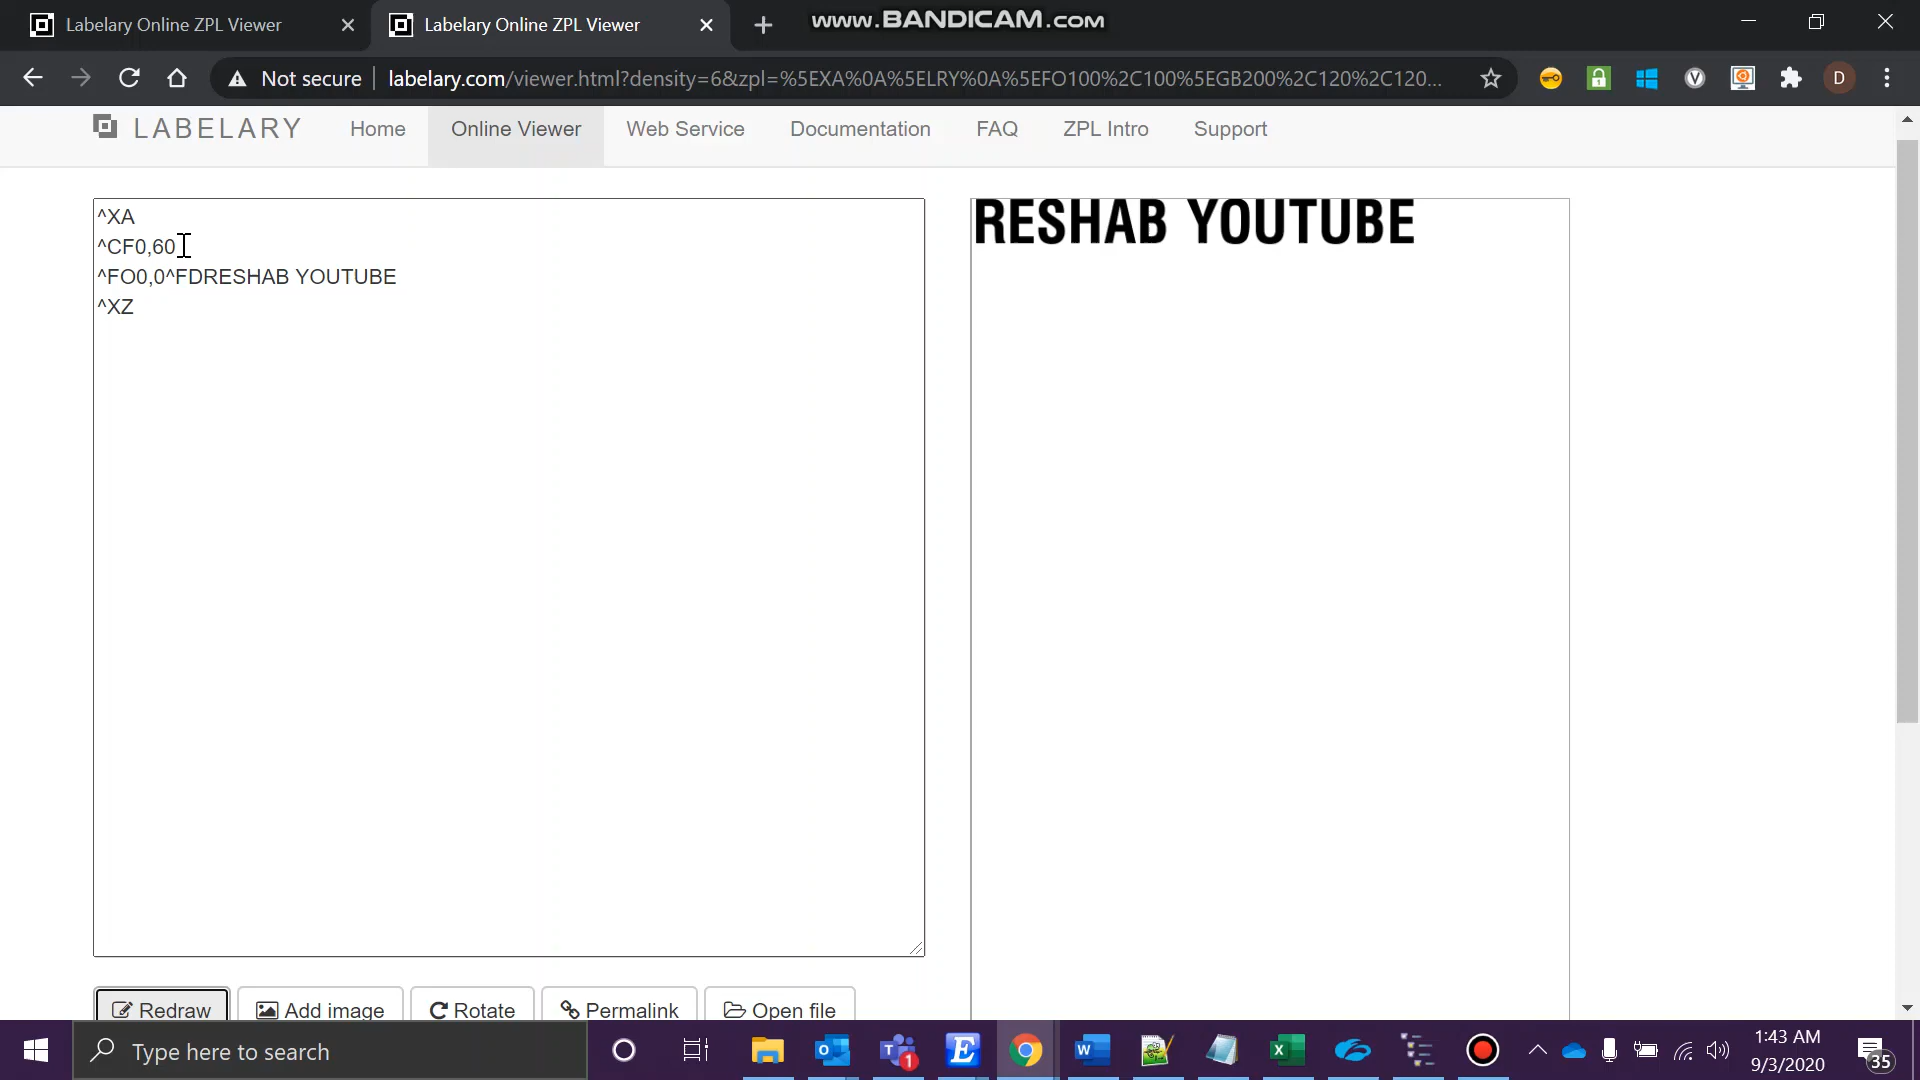 Labelary Online ZPL Viewer
Labelary Online ZPL Viewer
www.BANDICAM.com
Not secure
labelary.com/viewer.html?density=6&zpl=%5EXA%0A%5ELRY%0A%5EFO100%2C100%5EGB200%2C120%2C120...
D
LABELARY
Home
Online Viewer
Web Service
Documentation
FAQ
ZPL Intro
Support
^XA
^CF0,60
^FO0,0^FDRESHAB YOUTUBE
^XZ
RESHAB YOUTUBE
Redraw
Add image
Rotate
Permalink
Open file
Type here to search
1:43 AM
9/3/2020
1
35